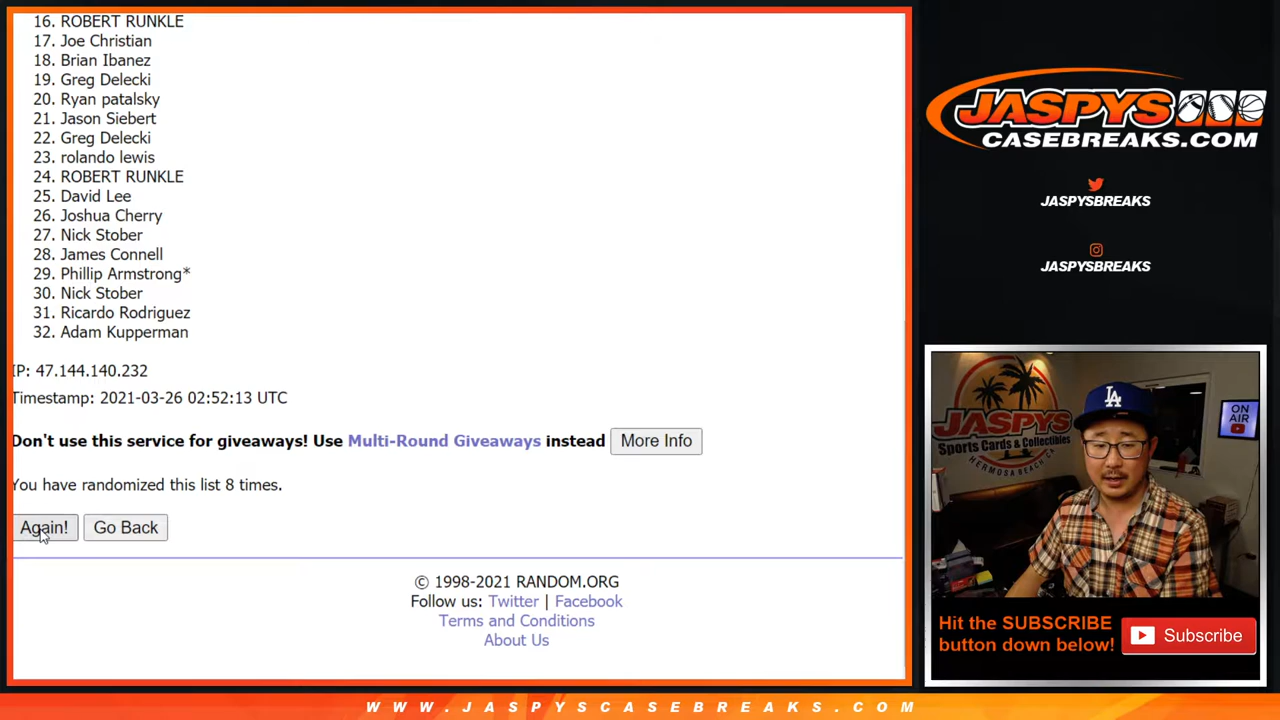 16. ROBERT RUNKLE
17. Joe Christian
18. Brian Ibanez
19. Greg Delecki
20. Ryan patalsky
21. Jason Siebert
22. Greg Delecki
23. rolando lewis
24. ROBERT RUNKLE
25. David Lee
26. Joshua Cherry
27. Nick Stober
28. James Connell
29. Phillip Armstrong*
30. Nick Stober
31. Ricardo Rodriguez
32. Adam Kupperman
IP: 47.144.140.232
Timestamp: 2021-03-26 02:52:13 UTC
Don't use this service for giveaways! Use Multi-Round Giveaways instead More Info
You have randomized this list 8 times.
Again! Go Back
© 1998-2021 RANDOM.ORG
Follow us: Twitter | Facebook
Terms and Conditions
About Us
JASPYS
CASEBREAKS.COM
JASPYSBREAKS
JASPYSBREAKS
JASPYS
Sports Cards & Collectibles
HERMOSA BEACH, CA
LA
ON
AIR
Hit the SUBSCRIBE
button down below!
Subscribe
WWW.JASPYSCASEBREAKS.COM